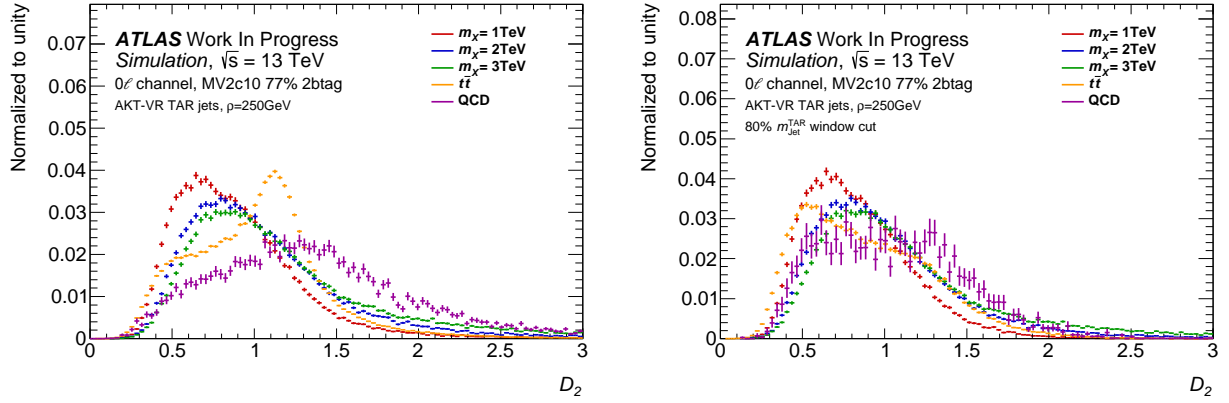 Normalized to unity
0.07
0.06
0.05
0.04
0.03
0.02
0.01
0
ATLAS Work In Progress
Simulation, √s = 13 TeV
0ℓ channel, MV2c10 77% 2btag
AKT-VR TAR jets, ρ=250GeV
m_X = 1TeV
m_X = 2TeV
m_X = 3TeV
tt̄
QCD
0 0.5 1 1.5 2 2.5 3
D₂
Normalized to unity
0.08
0.07
0.06
0.05
0.04
0.03
0.02
0.01
0
ATLAS Work In Progress
Simulation, √s = 13 TeV
0ℓ channel, MV2c10 77% 2btag
AKT-VR TAR jets, ρ=250GeV
80% m_Jet^TAR window cut
m_X = 1TeV
m_X = 2TeV
m_X = 3TeV
tt̄
QCD
0 0.5 1 1.5 2 2.5 3
D₂